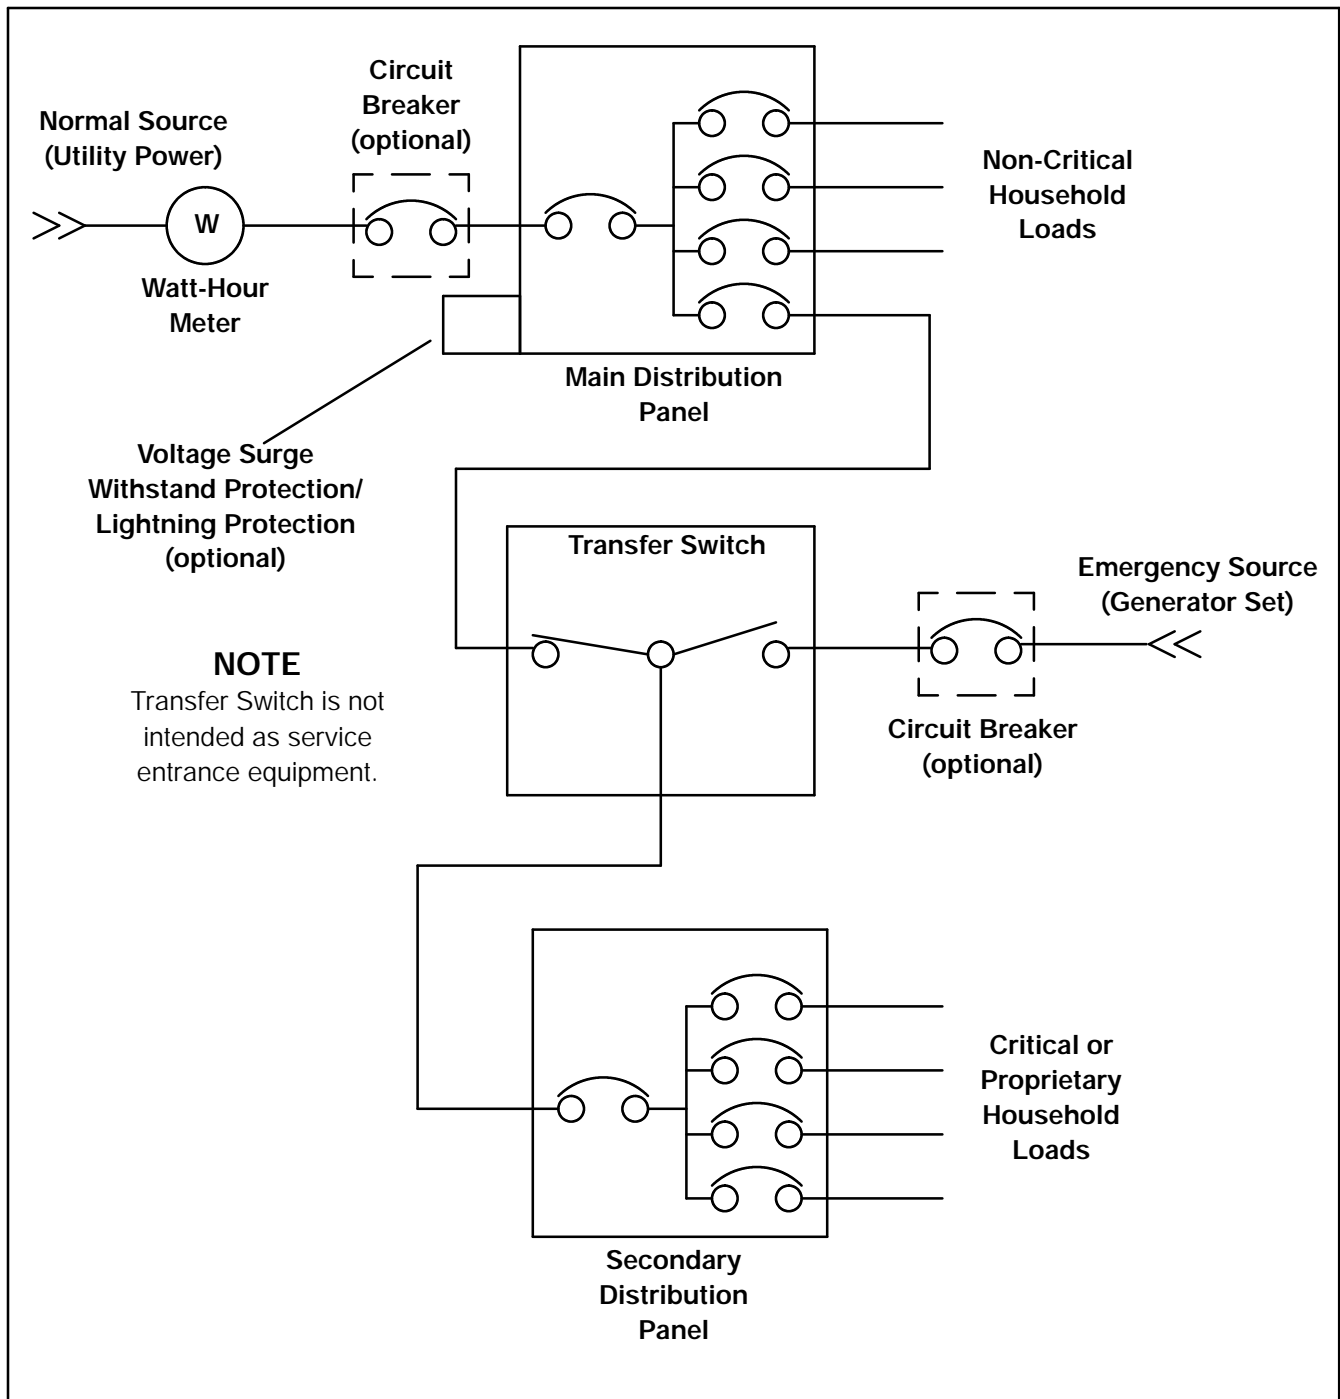 Circuit
Breaker
(optional)
Normal Source
(Utility Power)
W
Watt-Hour
Meter
Non-Critical
Household
Loads
Main Distribution
Panel
Voltage Surge
Withstand Protection/
Lightning Protection
(optional)
Transfer Switch
Emergency Source
(Generator Set)
NOTE
Transfer Switch is not
intended as service
entrance equipment.
Circuit Breaker
(optional)
Critical or
Proprietary
Household
Loads
Secondary
Distribution
Panel